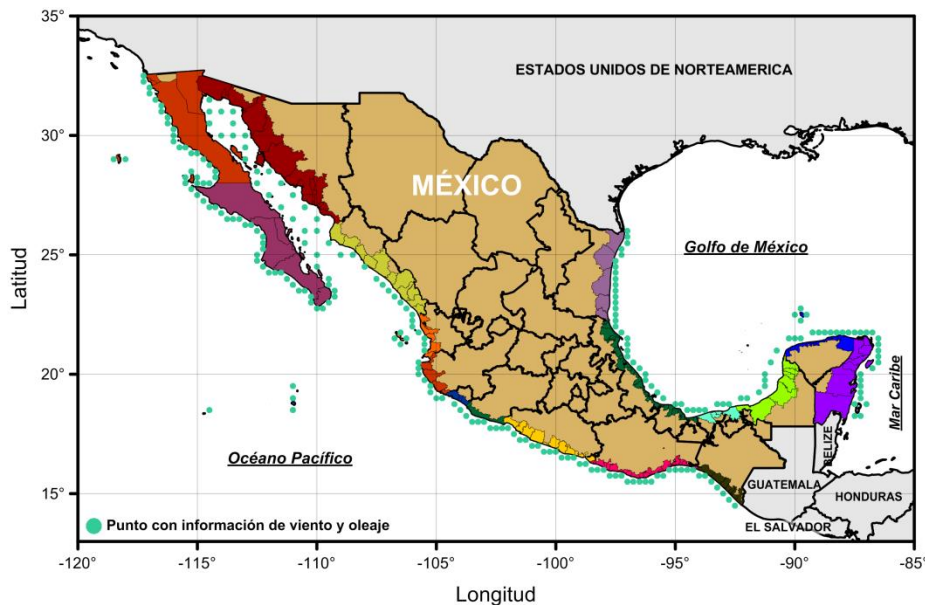 35°
30°
25°
20°
15°
Latitud
-120°
-115°
-110°
-105°
-100°
-95°
-90°
-85°
Longitud
ESTADOS UNIDOS DE NORTEAMERICA
MÉXICO
Golfo de México
Mar Caribe
Océano Pacífico
BELIZE
GUATEMALA
HONDURAS
EL SALVADOR
Punto con información de viento y oleaje